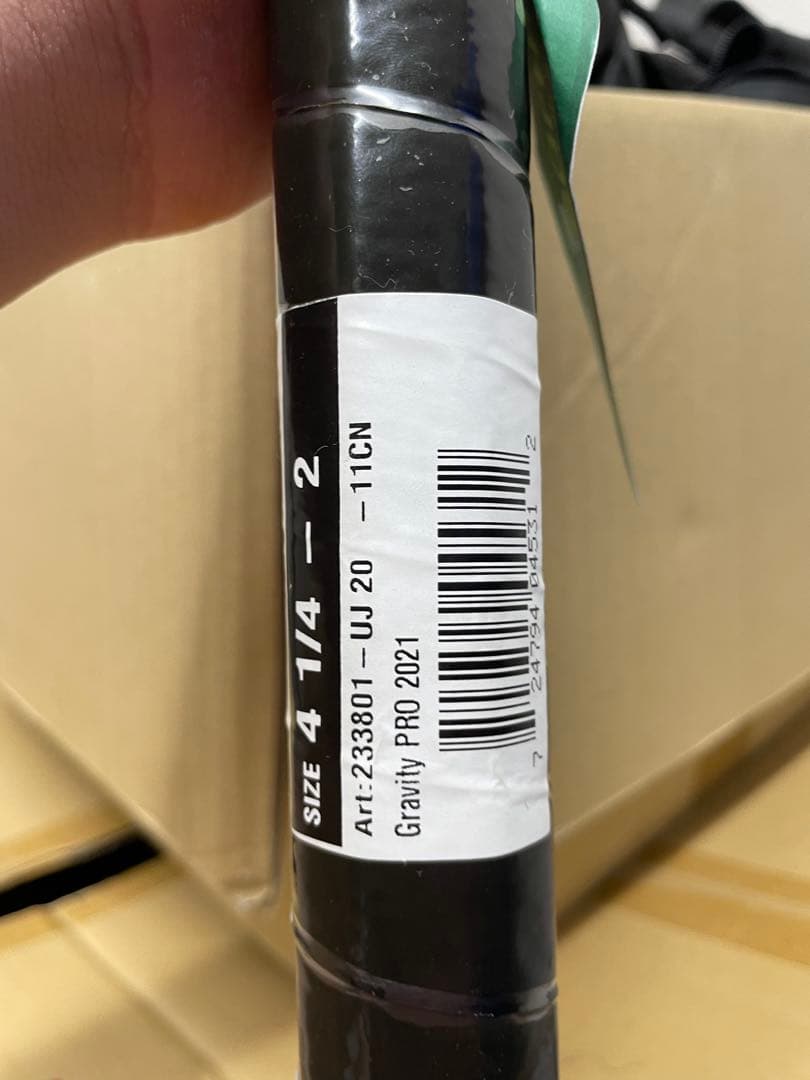 SIZE 4 1/4 - 2
Art:233801-UJ 20 -11CN
Gravity PRO 2021
7 24794 04531 2